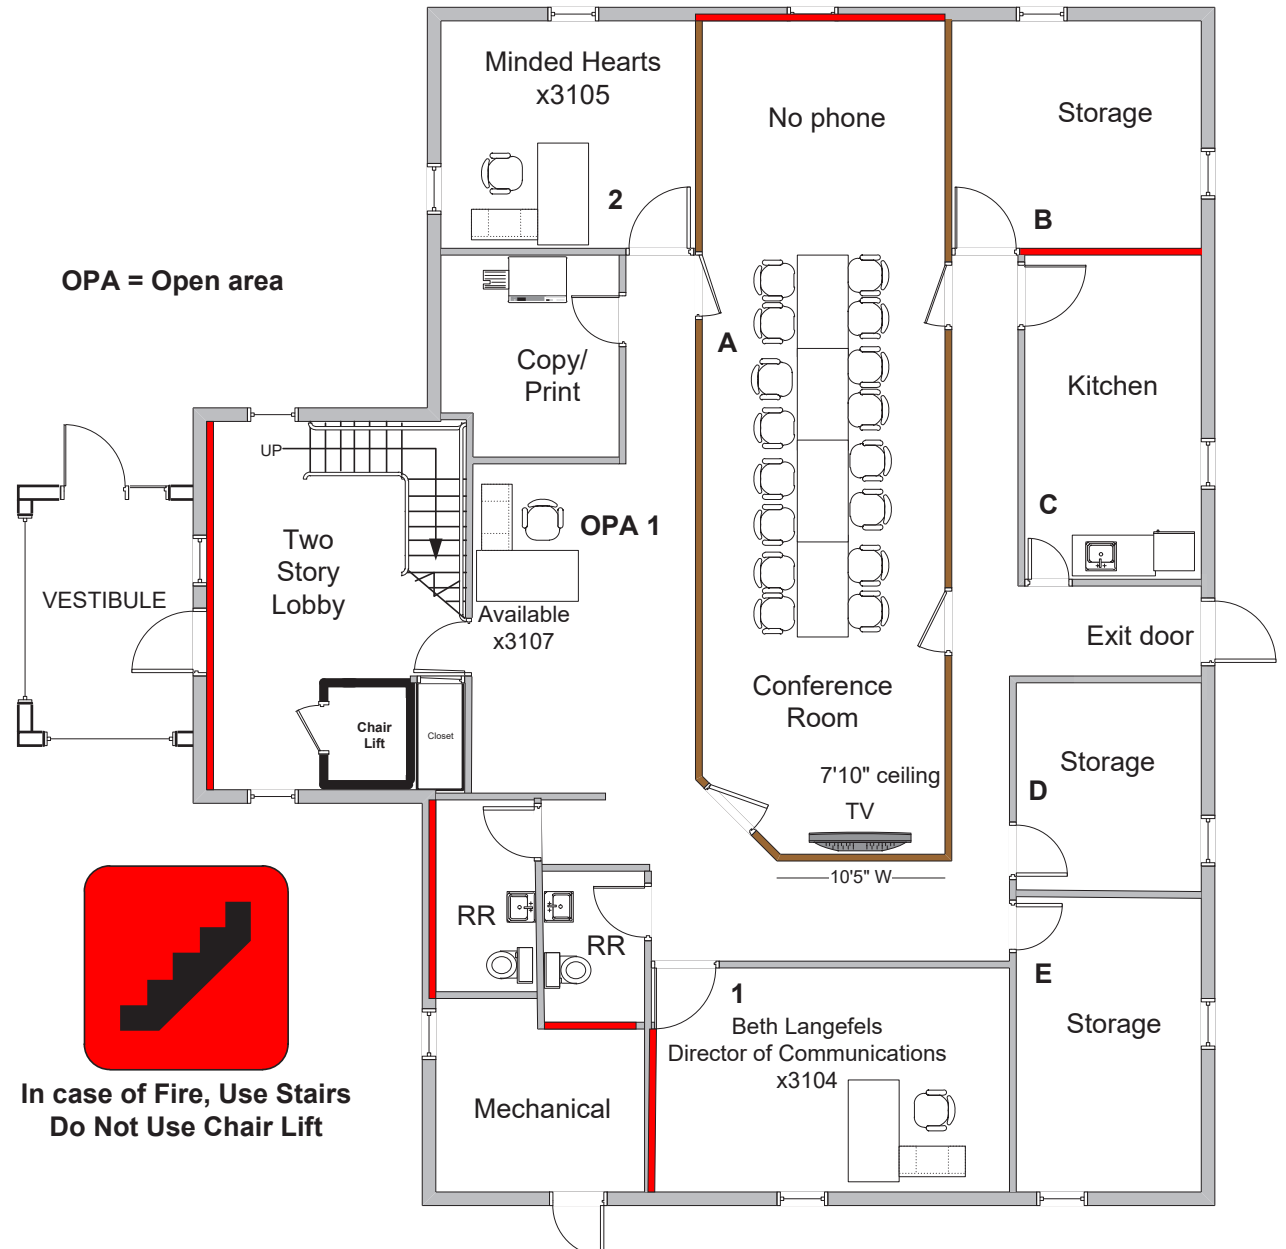 Minded Hearts
x3105
No phone
Storage
2
B
OPA = Open area
A
Copy/
Print
Kitchen
UP
C
OPA 1
Two
Story
Lobby
VESTIBULE
Available
x3107
Exit door
Conference
Room
Chair
Lift
Closet
7'10" ceiling
TV
Storage
D
10'5" W
RR
RR
E
1
Beth Langefels
Director of Communications
x3104
Storage
Mechanical
In case of Fire, Use Stairs
Do Not Use Chair Lift